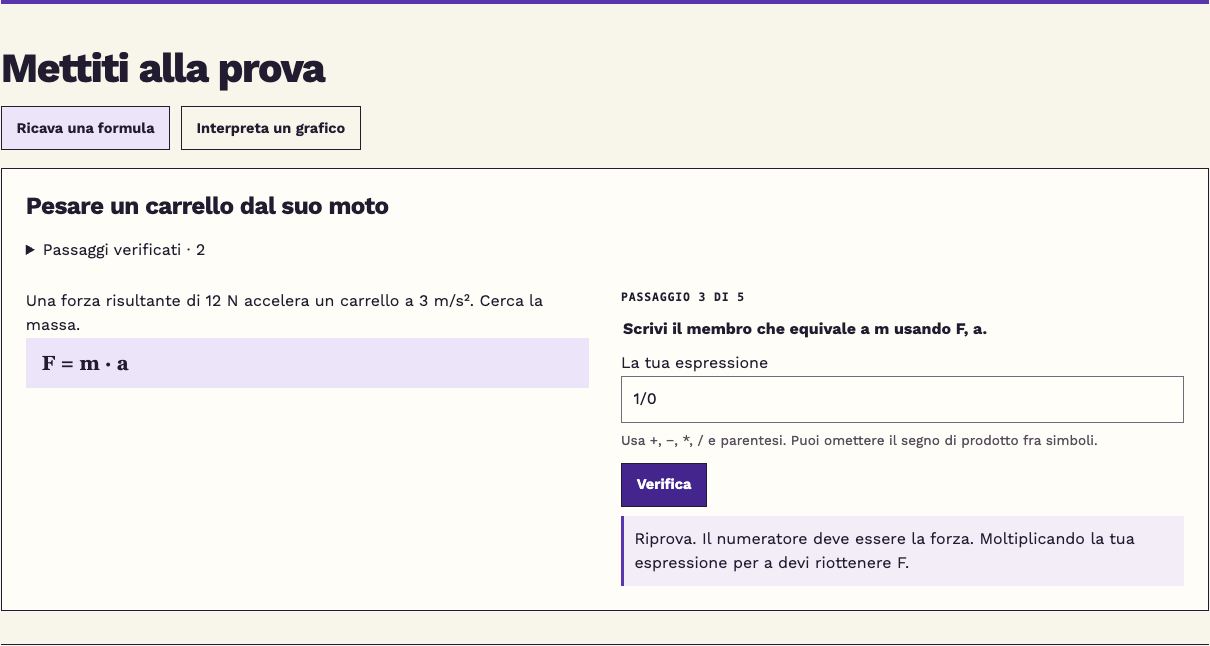 Mettiti alla prova
Ricava una formula
Interpreta un grafico
Pesare un carrello dal suo moto
▶ Passaggi verificati · 2
Una forza risultante di 12 N accelera un carrello a 3 m/s². Cerca la
massa.
F = m · a
PASSAGGIO 3 DI 5
Scrivi il membro che equivale a m usando F, a.
La tua espressione
1/0
Usa +, −, *, / e parentesi. Puoi omettere il segno di prodotto fra simboli.
Verifica
Riprova. Il numeratore deve essere la forza. Moltiplicando la tua
espressione per a devi riottenere F.